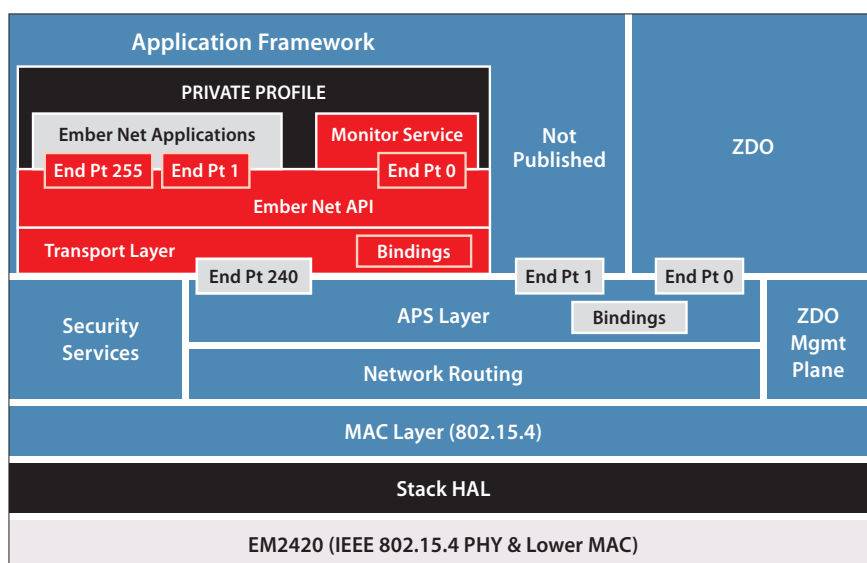 Application Framework
PRIVATE PROFILE
Ember Net Applications
Monitor Service
End Pt 255
End Pt 1
End Pt 0
Ember Net API
Transport Layer
Bindings
Not
Published
ZDO
End Pt 240
End Pt 1
End Pt 0
Security
Services
APS Layer
Bindings
ZDO
Mgmt
Plane
Network Routing
MAC Layer (802.15.4)
Stack HAL
EM2420 (IEEE 802.15.4 PHY & Lower MAC)